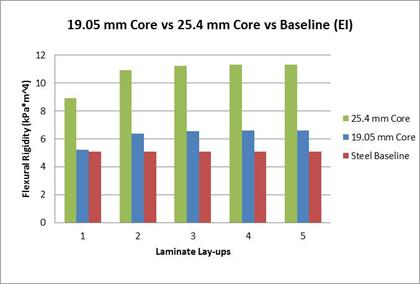 19.05 mm Core vs 25.4 mm Core vs Baseline (EI)
Flexural Rigidity (kPa*m^4)
12
10
8
6
4
2
0
1 2 3 4 5
Laminate Lay-ups
25.4 mm Core
19.05 mm Core
Steel Baseline